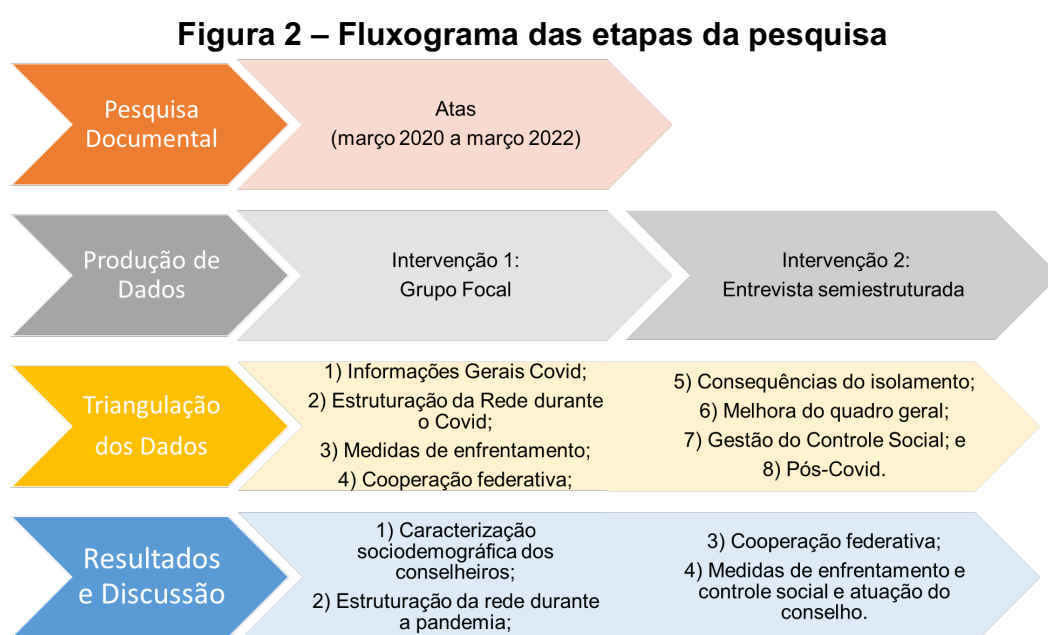 Figura 2 – Fluxograma das etapas da pesquisa
Pesquisa
Documental
Atas
(março 2020 a março 2022)
Produção de
Dados
Intervenção 1:
Grupo Focal
Intervenção 2:
Entrevista semiestruturada
Triangulação
dos Dados
1) Informações Gerais Covid;
2) Estruturação da Rede durante
o Covid;
3) Medidas de enfrentamento;
4) Cooperação federativa;
5) Consequências do isolamento;
6) Melhora do quadro geral;
7) Gestão do Controle Social; e
8) Pós-Covid.
Resultados
e Discussão
1) Caracterização
sociodemográfica dos
conselheiros;
2) Estruturação da rede durante
a pandemia;
3) Cooperação federativa;
4) Medidas de enfrentamento e
controle social e atuação do
conselho.